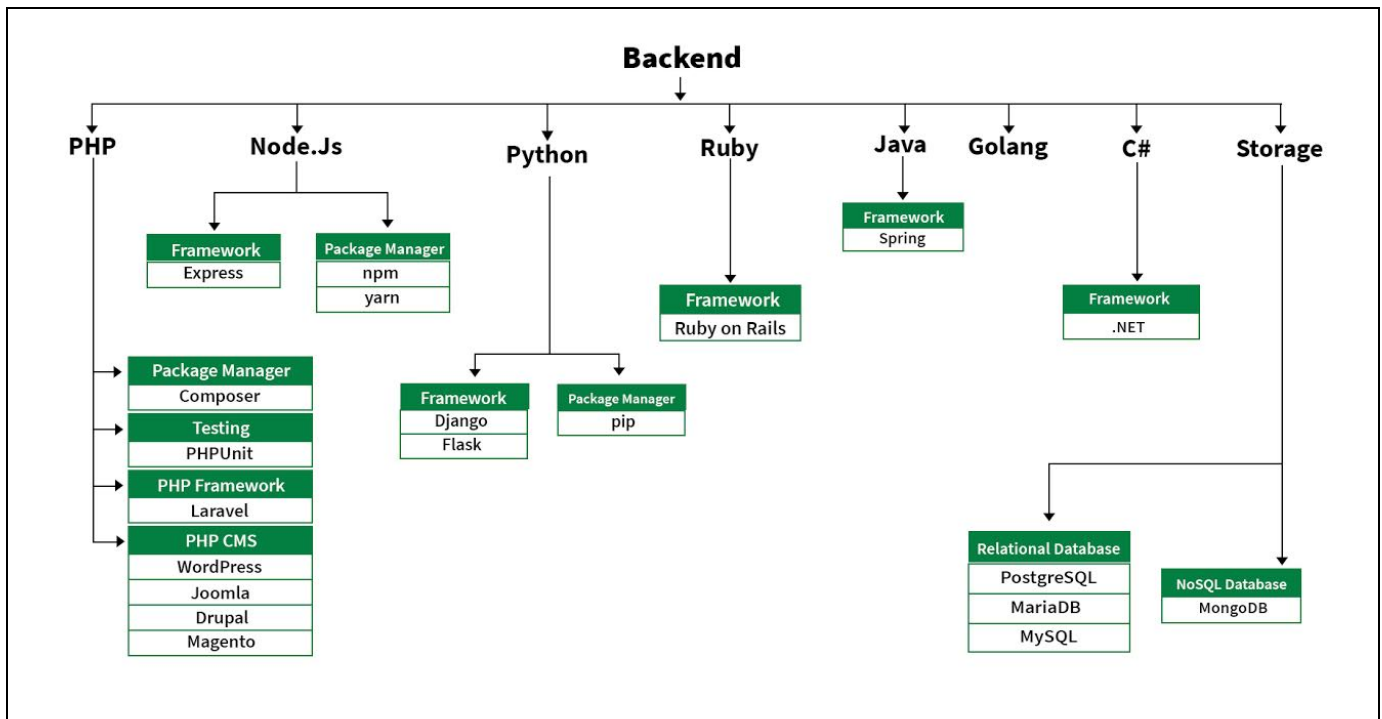 Backend
PHP
Node.Js
Python
Ruby
Java
Golang
C#
Storage
Framework
Express
Package Manager
npm
yarn
Framework
Spring
Framework
Ruby on Rails
Framework
.NET
Package Manager
Composer
Testing
PHPUnit
PHP Framework
Laravel
PHP CMS
WordPress
Joomla
Drupal
Magento
Framework
Django
Flask
Package Manager
pip
Relational Database
PostgreSQL
MariaDB
MySQL
NoSQL Database
MongoDB